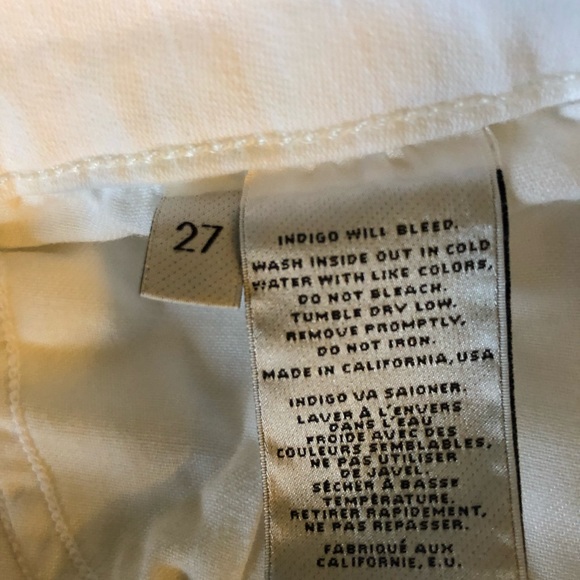 27
INDIGO WILL BLEED.
WASH INSIDE OUT IN COLD
WATER WITH LIKE COLORS,
DO NOT BLEACH.
TUMBLE DRY LOW.
REMOVE PROMPTLY,
DO NOT IRON.
MADE IN CALIFORNIA, USA
INDIGO VA SAIGNER.
LAVER À L'ENVERS
DANS L'EAU
FROIDE AVEC DES
COULEURS SEMBLABLES,
NE PAS UTILISER
DE JAVEL.
SÉCHER À BASSE
TEMPÉRATURE.
RETIRER RAPIDEMENT,
NE PAS REPASSER.
FABRIQUÉ AUX
CALIFORNIE, E.U.